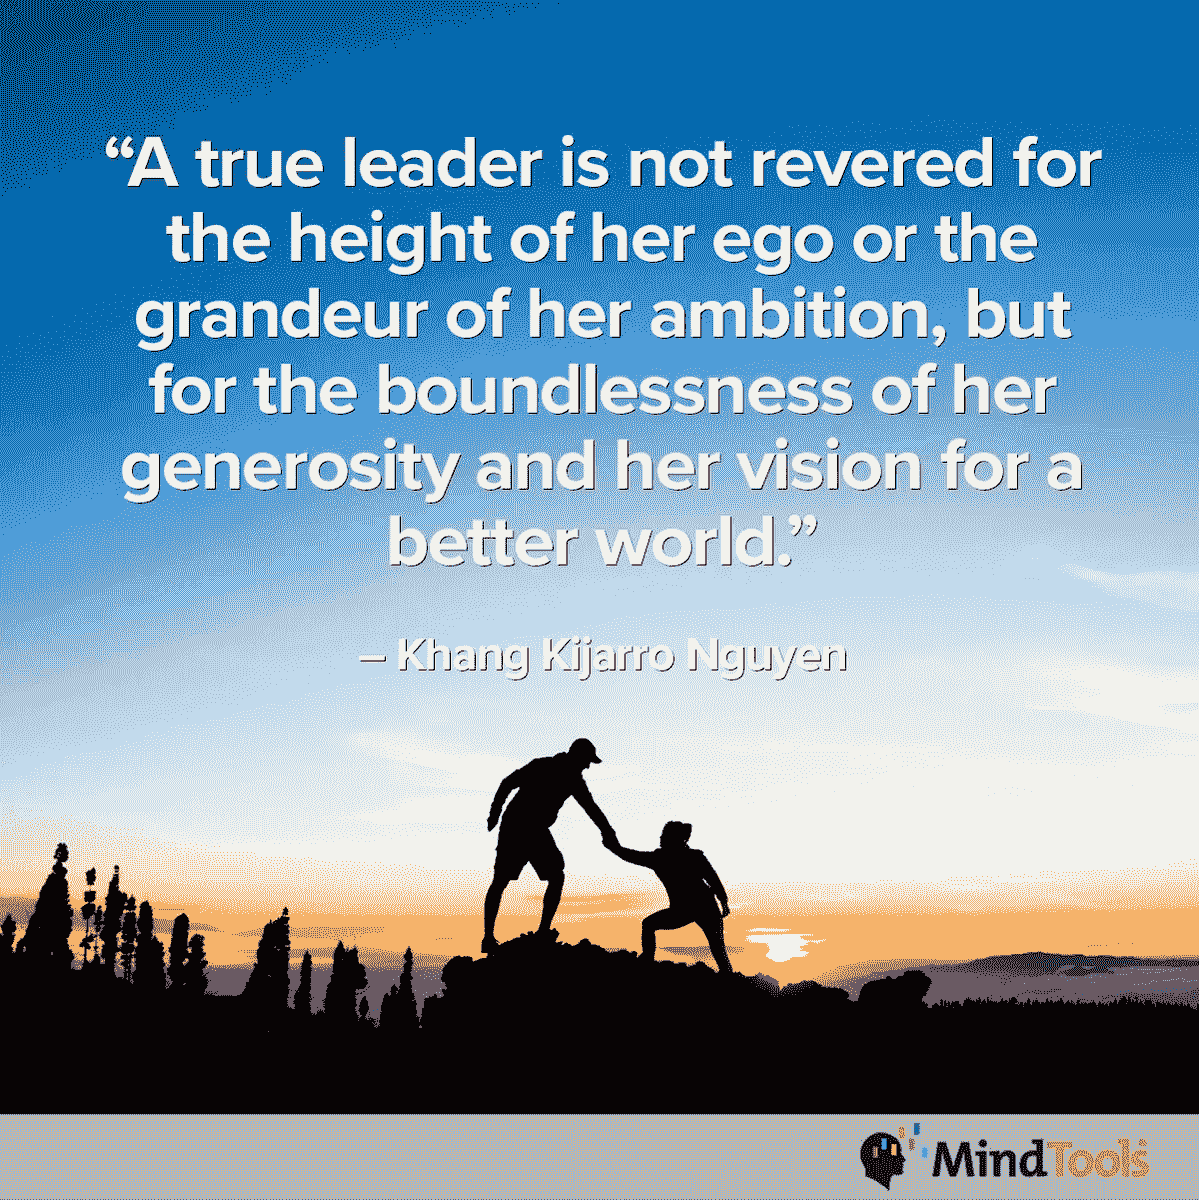 “A true leader is not revered for
the height of her ego or the
grandeur of her ambition, but
for the boundlessness of her
generosity and her vision for a
better world.”
– Khang Kijarro Nguyen
MindTools